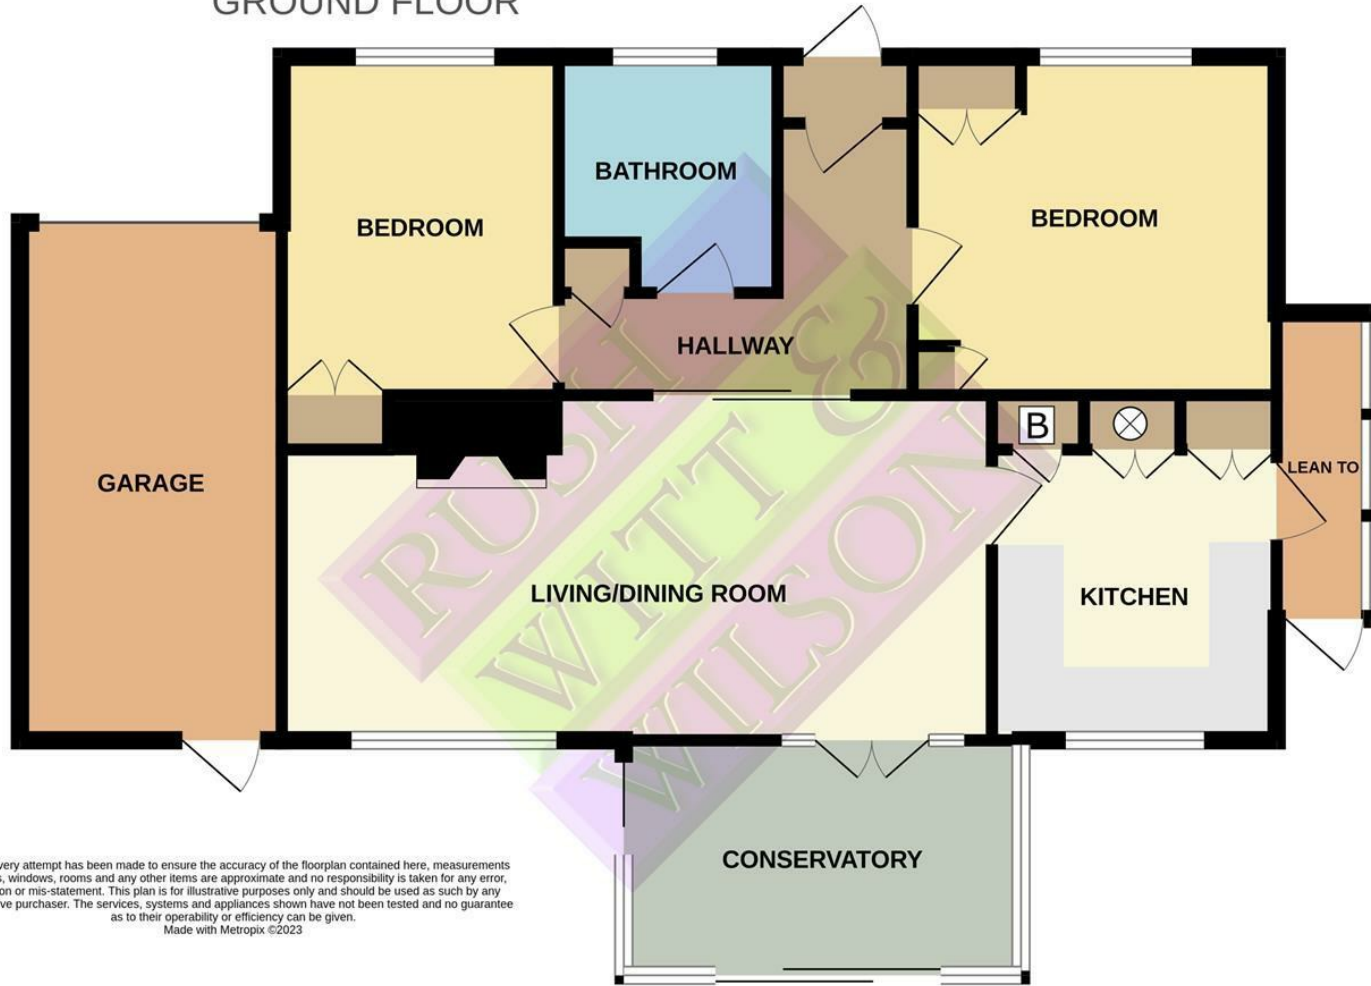 GROUND FLOOR
BATHROOM
BEDROOM
BEDROOM
HALLWAY
B
LEAN TO
GARAGE
LIVING/DINING ROOM
KITCHEN
RUSH
WITT &
WILSON
CONSERVATORY
very attempt has been made to ensure the accuracy of the floorplan contained here, measurements
, windows, rooms and any other items are approximate and no responsibility is taken for any error,
on or mis-statement. This plan is for illustrative purposes only and should be used as such by any
ve purchaser. The services, systems and appliances shown have not been tested and no guarantee
as to their operability or efficiency can be given.
Made with Metropix ©2023